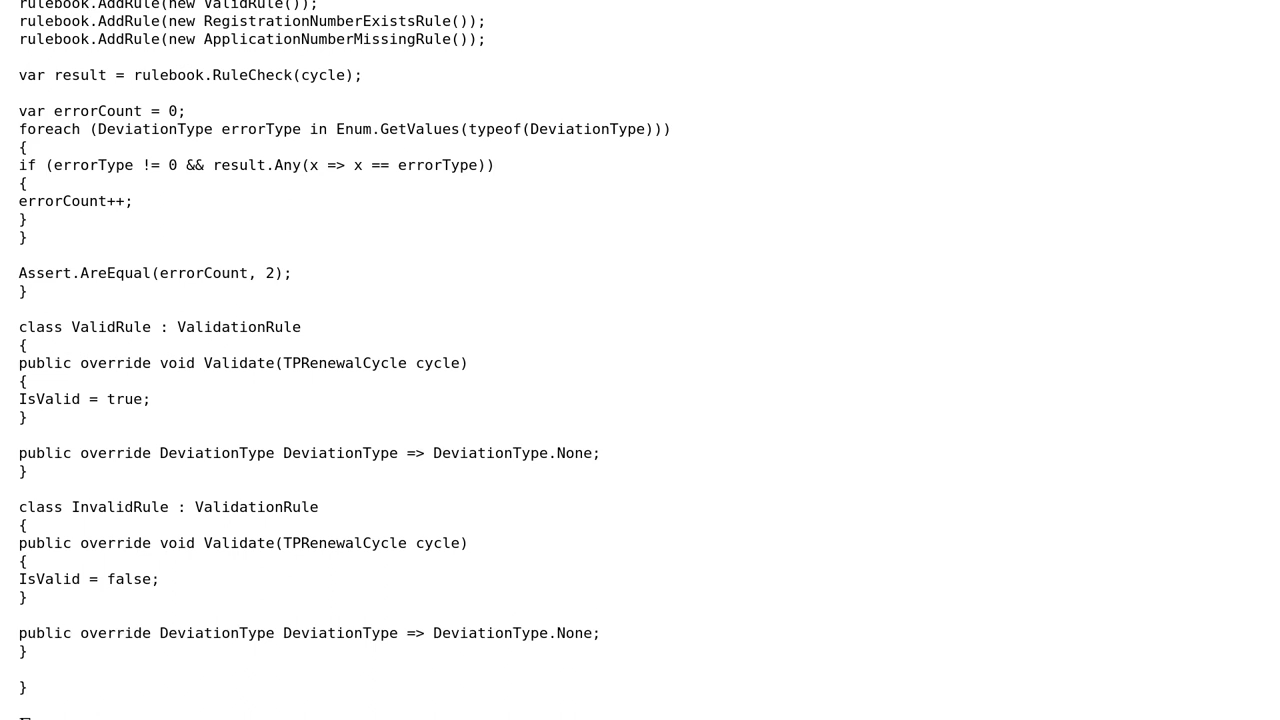 rulebook.AddRule(new ValidRule());
rulebook.AddRule(new RegistrationNumberExistsRule());
rulebook.AddRule(new ApplicationNumberMissingRule());
var result = rulebook.RuleCheck(cycle);
var errorCount = 0;
foreach (DeviationType errorType in Enum.GetValues(typeof(DeviationType)))
{
if (errorType != 0 && result.Any(x => x == errorType))
{
errorCount++;
}
}
Assert.AreEqual(errorCount, 2);
}
class ValidRule : ValidationRule
{
public override void Validate(TPRenewalCycle cycle)
{
IsValid = true;
}
public override DeviationType DeviationType => DeviationType.None;
}
class InvalidRule : ValidationRule
{
public override void Validate(TPRenewalCycle cycle)
{
IsValid = false;
}
public override DeviationType DeviationType => DeviationType.None;
}
}